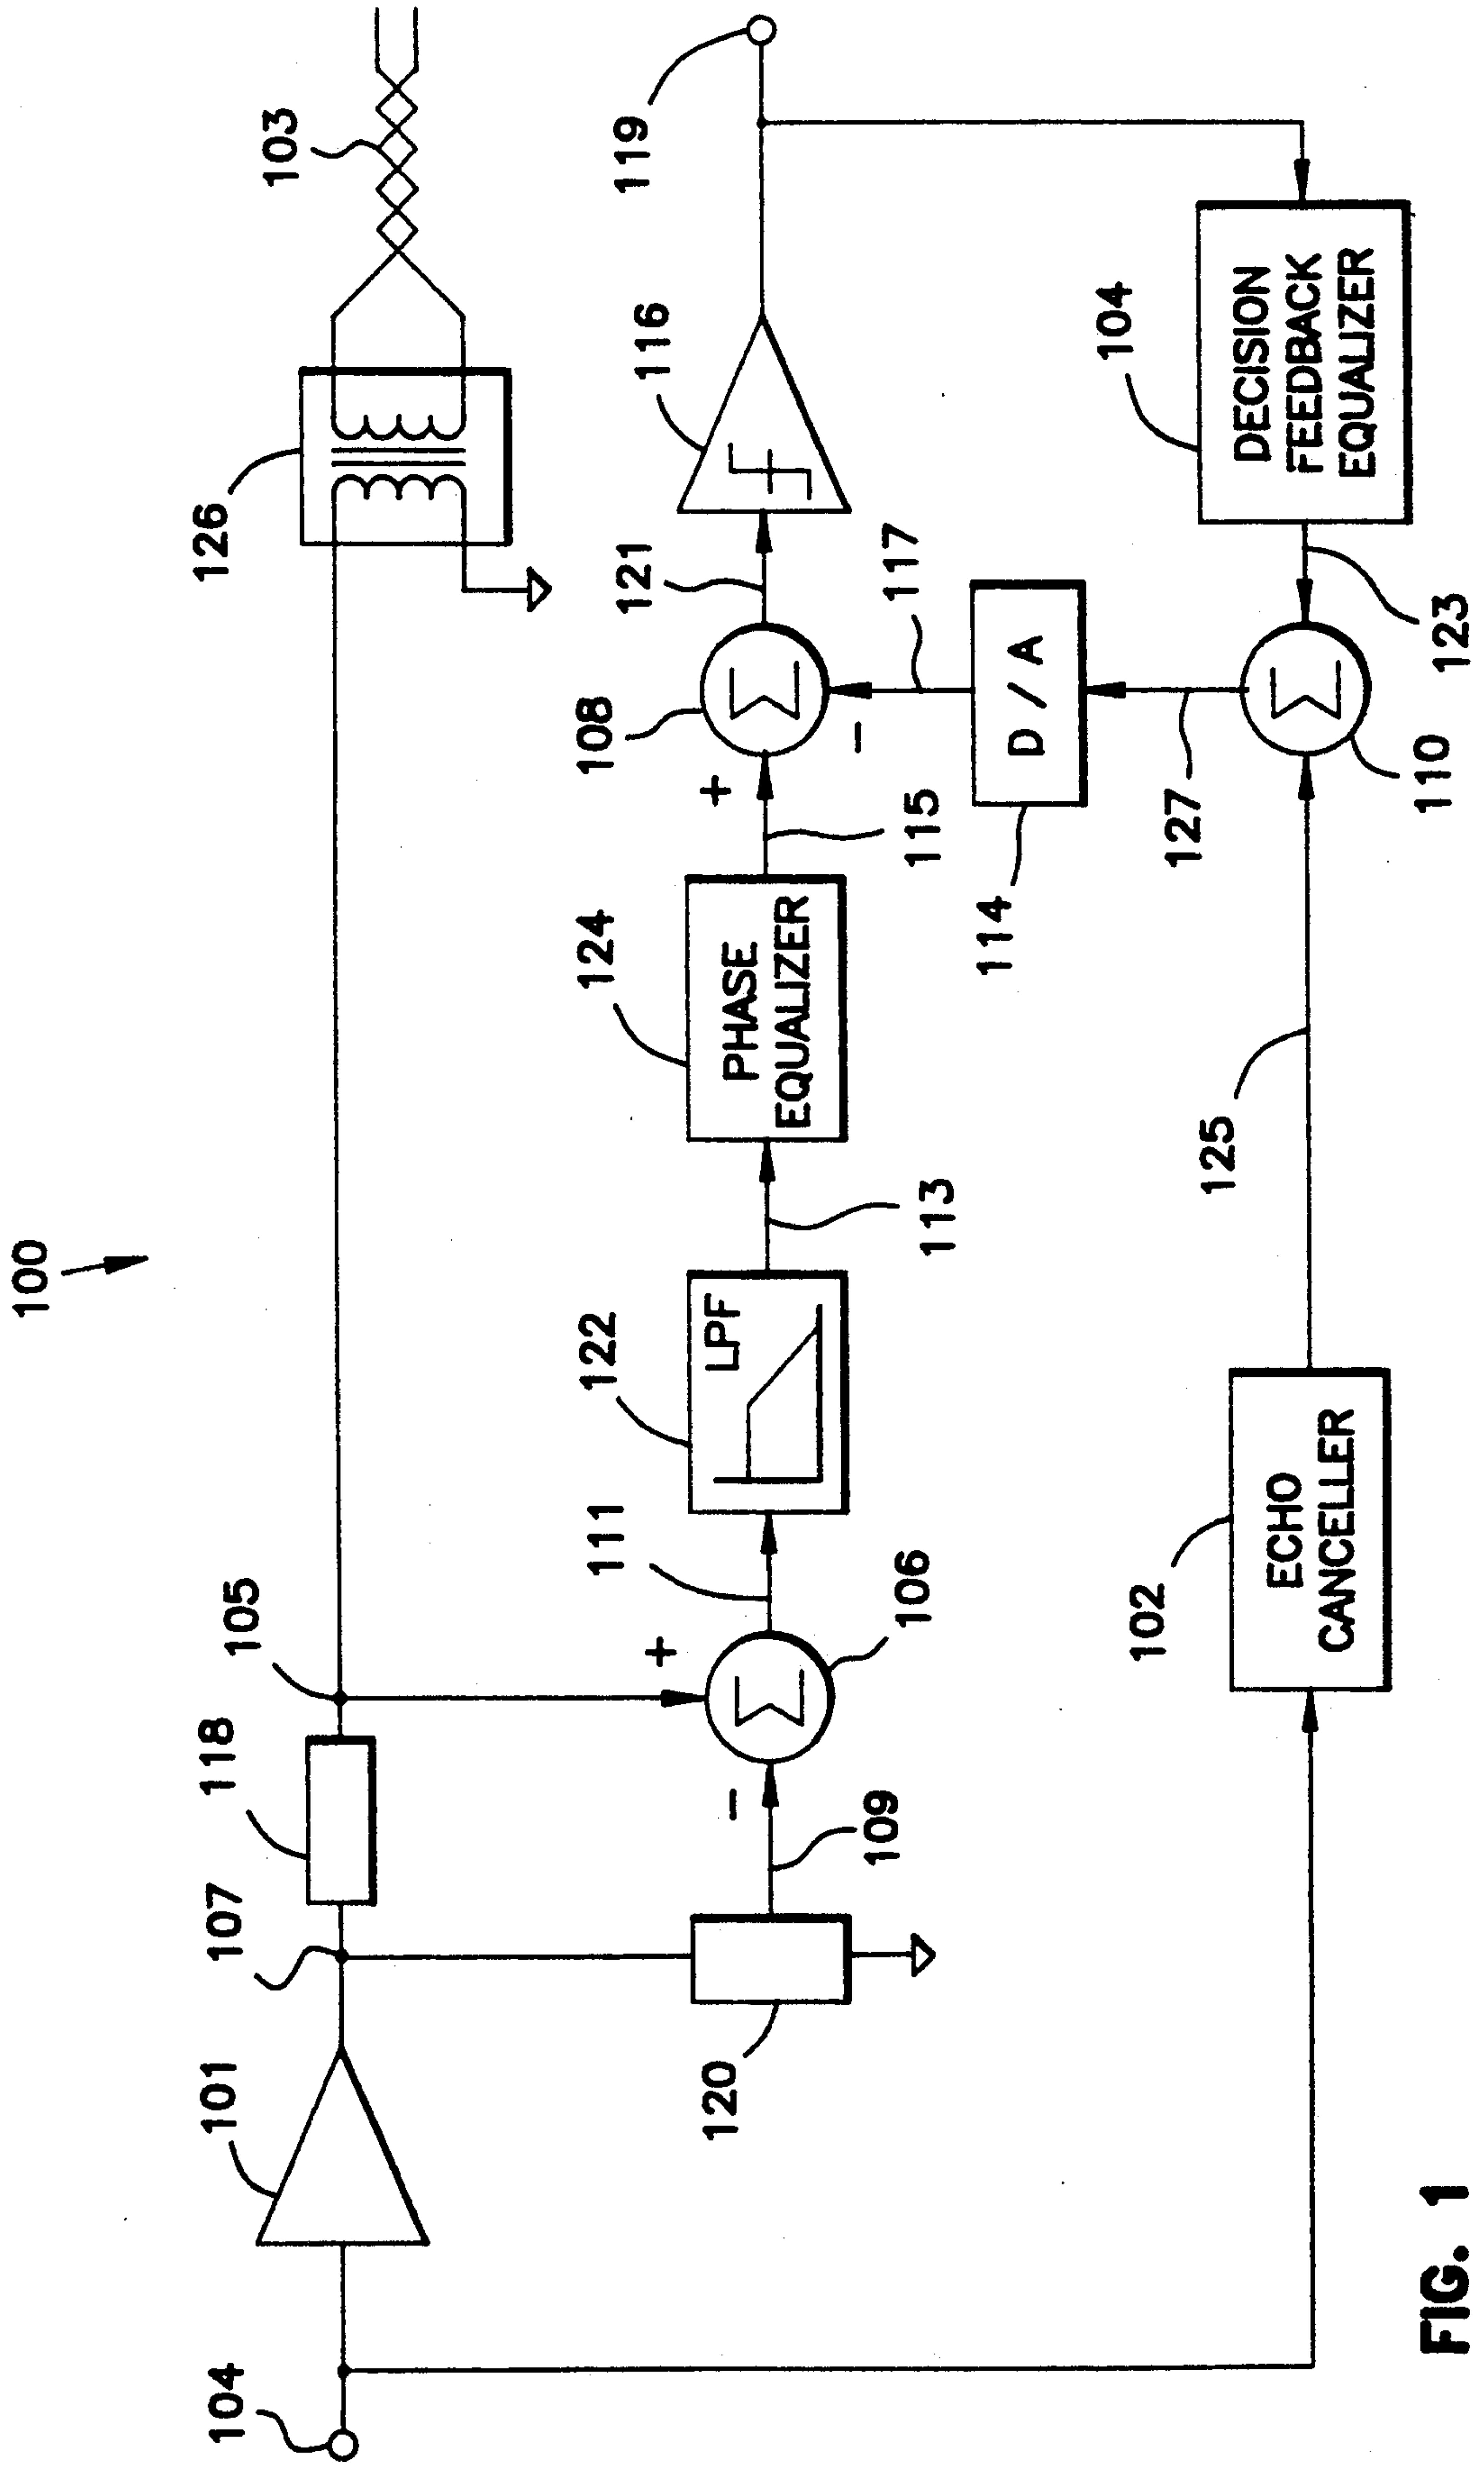 100
103
126
105
118
107
101
104
119
116
121
108
+
115
124
PHASE
EQUALIZER
113
122
LPF
111
+
106
−
109
120
−
117
D / A
114
127
104
DECISION
FEEDBACK
EQUALIZER
123
Σ
Σ
Σ
110
125
102
ECHO
CANCELLER
FIG. 1